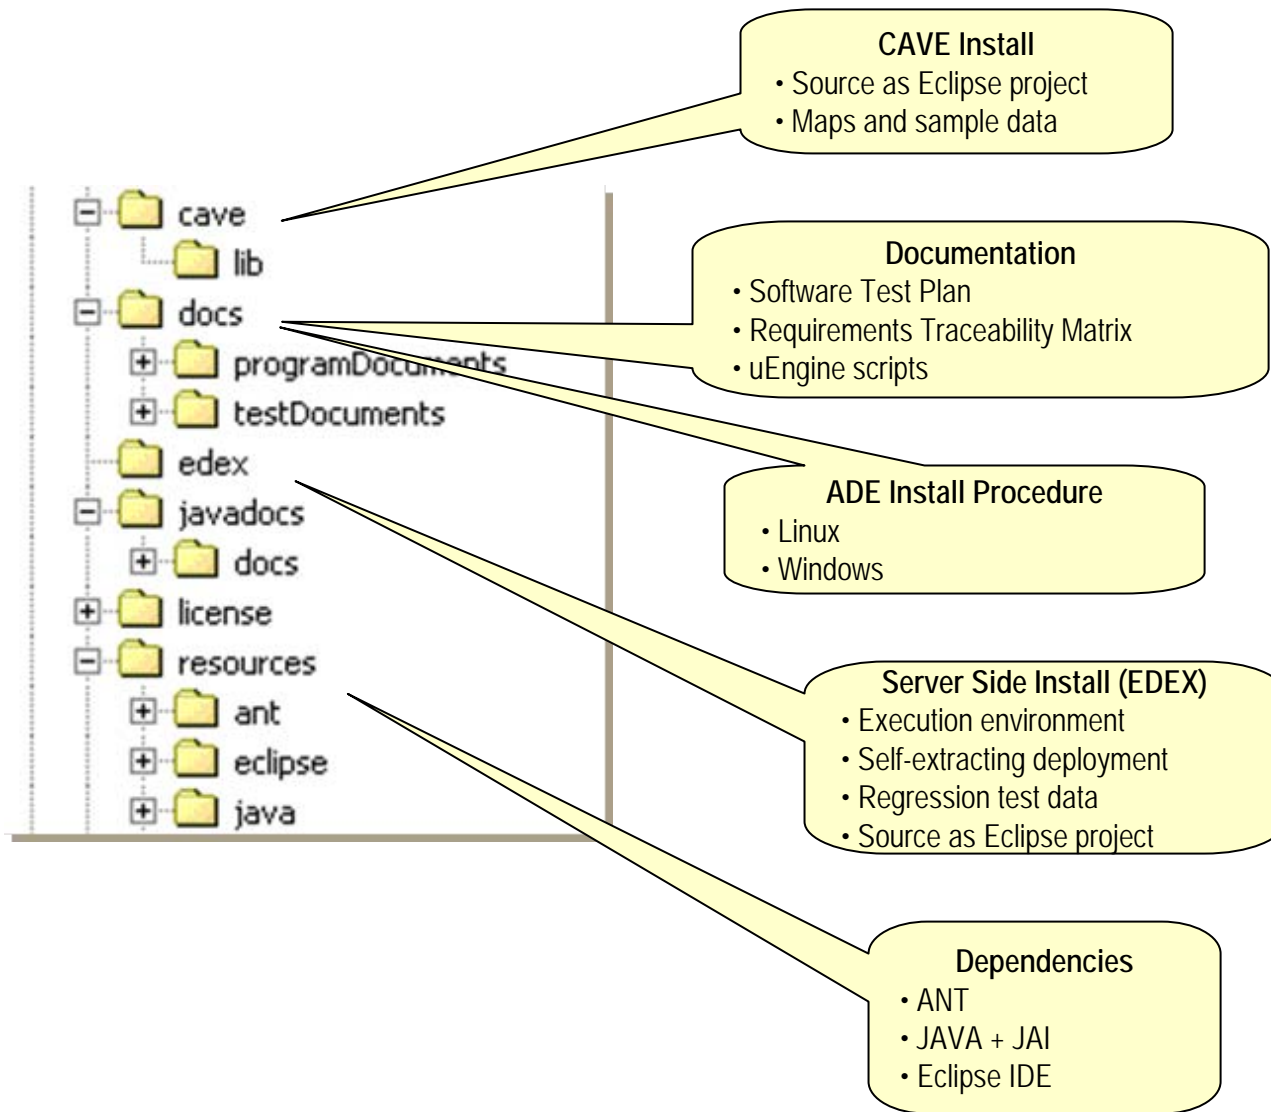 CAVE Install
• Source as Eclipse project
• Maps and sample data
cave
lib
docs
programDocuments
testDocuments
edex
javadocs
docs
license
resources
ant
eclipse
java
Documentation
• Software Test Plan
• Requirements Traceability Matrix
• uEngine scripts
ADE Install Procedure
• Linux
• Windows
Server Side Install (EDEX)
• Execution environment
• Self-extracting deployment
• Regression test data
• Source as Eclipse project
Dependencies
• ANT
• JAVA + JAI
• Eclipse IDE